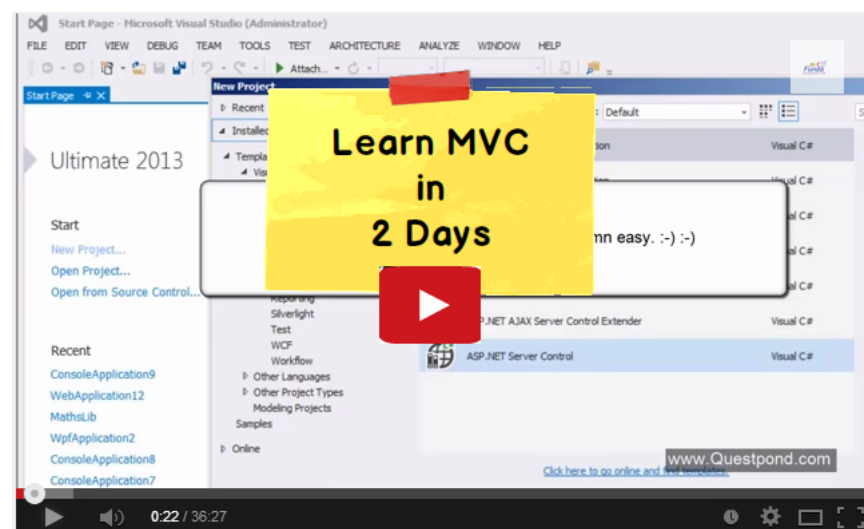 Start Page - Microsoft Visual Studio (Administrator)
FILE EDIT VIEW DEBUG TEAM TOOLS TEST ARCHITECTURE ANALYZE WINDOW HELP
Attach...
Start Page
New Project
Recent
Default
Installed
Visual C#
Ultimate 2013
Learn MVC
in
2 Days
Visual C#
Start
New Project...
Open Project...
Open from Source Control...
easy. :-) :-)
Reporting
Silverlight
Test
WCF
Workflow
Other Languages
Other Project Types
Modeling Projects
Samples
Online
.NET AJAX Server Control Extender Visual C#
ASP.NET Server Control Visual C#
Recent
ConsoleApplication9
WebApplication12
MathsLib
WpfApplication2
ConsoleApplication8
ConsoleApplication7
www.Questpond.com
Click here to go online and find templates.
0:22 / 36:27